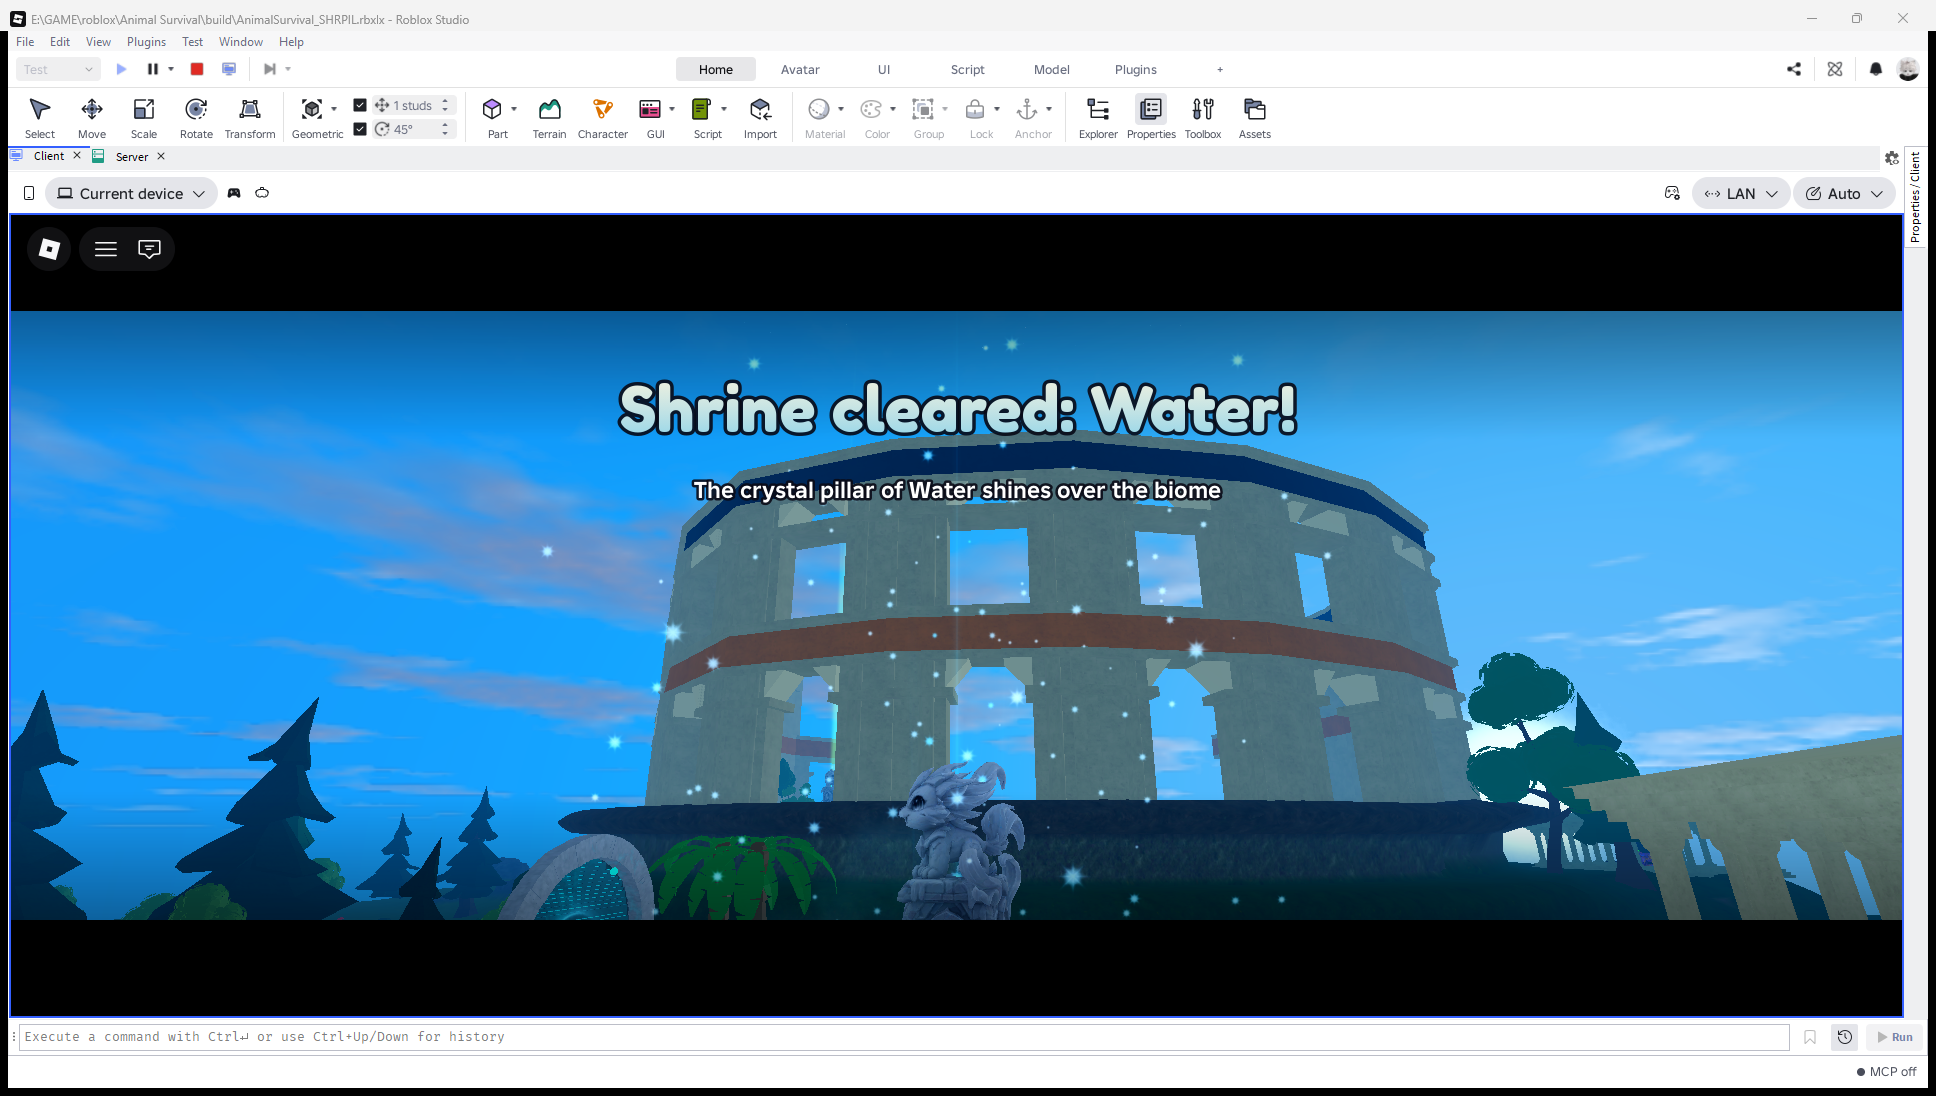 E:\GAME\roblox\Animal Survival\build\AnimalSurvival_SHRPIL.rbxlx - Roblox Studio
File Edit View Plugins Test Window Help
Test Home Avatar UI Script Model Plugins +
1 studs
45°
Select Move Scale Rotate Transform Geometric Part Terrain Character GUI Script Import Material Color Group Lock Anchor Explorer Properties Toolbox Assets
Client Server
Properties / Client
Current device LAN Auto
Shrine cleared: Water!
The crystal pillar of Water shines over the biome
Execute a command with Ctrl↵ or use Ctrl+Up/Down for history
Run
MCP off